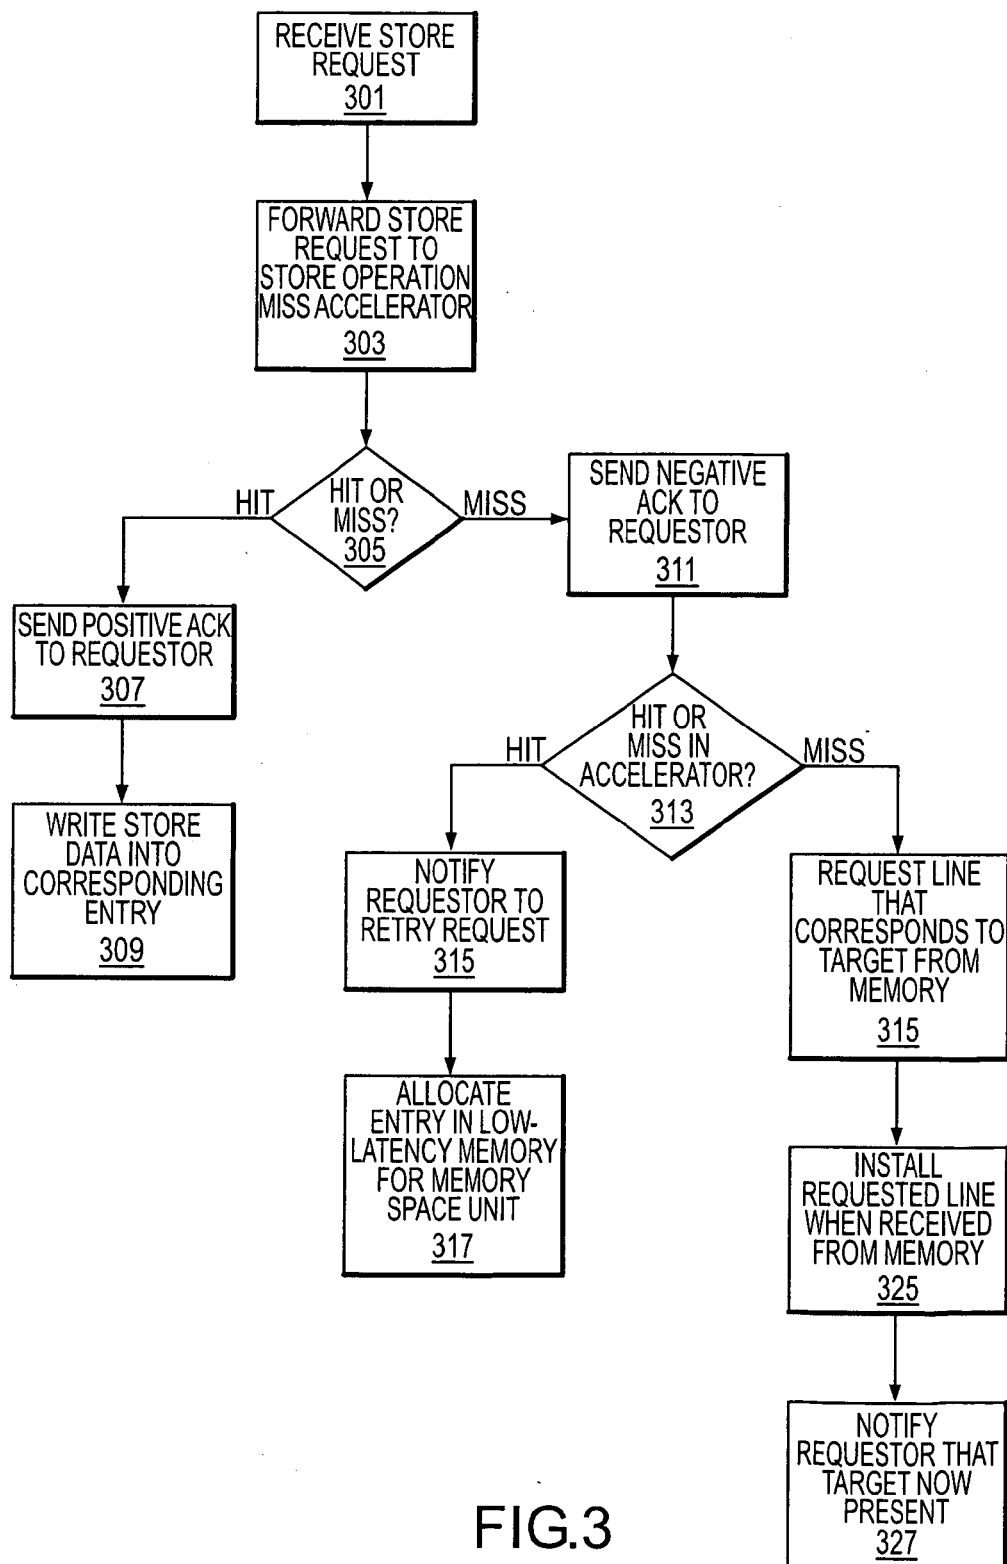 RECEIVE STORE
REQUEST
301
FORWARD STORE
REQUEST TO
STORE OPERATION
MISS ACCELERATOR
303
HIT
HIT OR
MISS?
305
MISS
SEND NEGATIVE
ACK TO
REQUESTOR
311
SEND POSITIVE ACK
TO REQUESTOR
307
WRITE STORE
DATA INTO
CORRESPONDING
ENTRY
309
HIT
HIT OR
MISS IN
ACCELERATOR?
313
MISS
NOTIFY
REQUESTOR TO
RETRY REQUEST
315
ALLOCATE
ENTRY IN LOW-
LATENCY MEMORY
FOR MEMORY
SPACE UNIT
317
REQUEST LINE
THAT
CORRESPONDS TO
TARGET FROM
MEMORY
315
INSTALL
REQUESTED LINE
WHEN RECEIVED
FROM MEMORY
325
NOTIFY
REQUESTOR THAT
TARGET NOW
PRESENT
327
FIG.3